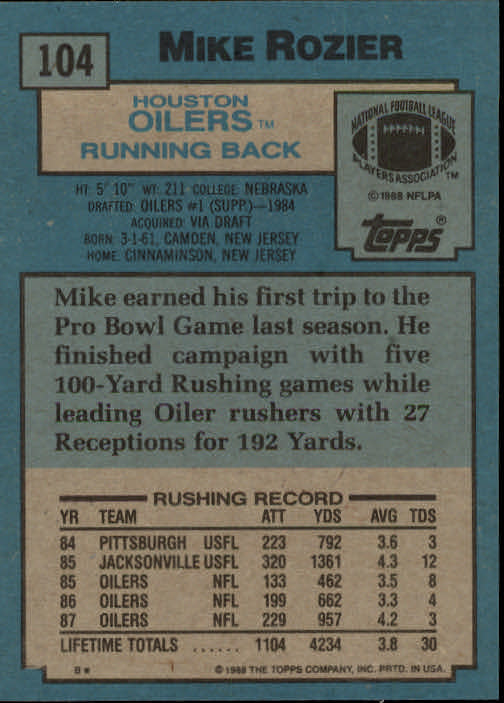 104
MIKE ROZIER
HOUSTON
OILERS™
RUNNING BACK
NATIONAL FOOTBALL LEAGUE
PLAYERS ASSOCIATION™
©1988 NFLPA
topps®
HT: 5' 10" WT: 211 COLLEGE: NEBRASKA
DRAFTED: OILERS #1 (SUPP.)—1984
ACQUIRED: VIA DRAFT
BORN: 3-1-61, CAMDEN, NEW JERSEY
HOME: CINNAMINSON, NEW JERSEY
Mike earned his first trip to the
Pro Bowl Game last season. He
finished campaign with five
100-Yard Rushing games while
leading Oiler rushers with 27
Receptions for 192 Yards.
RUSHING RECORD
YR TEAM ATT YDS AVG TDS
84 PITTSBURGH USFL 223 792 3.6 3
85 JACKSONVILLE USFL 320 1361 4.3 12
85 OILERS NFL 133 462 3.5 8
86 OILERS NFL 199 662 3.3 4
87 OILERS NFL 229 957 4.2 3
LIFETIME TOTALS ...... 1104 4234 3.8 30
B* ©1988 THE TOPPS COMPANY, INC. PRTD. IN USA.